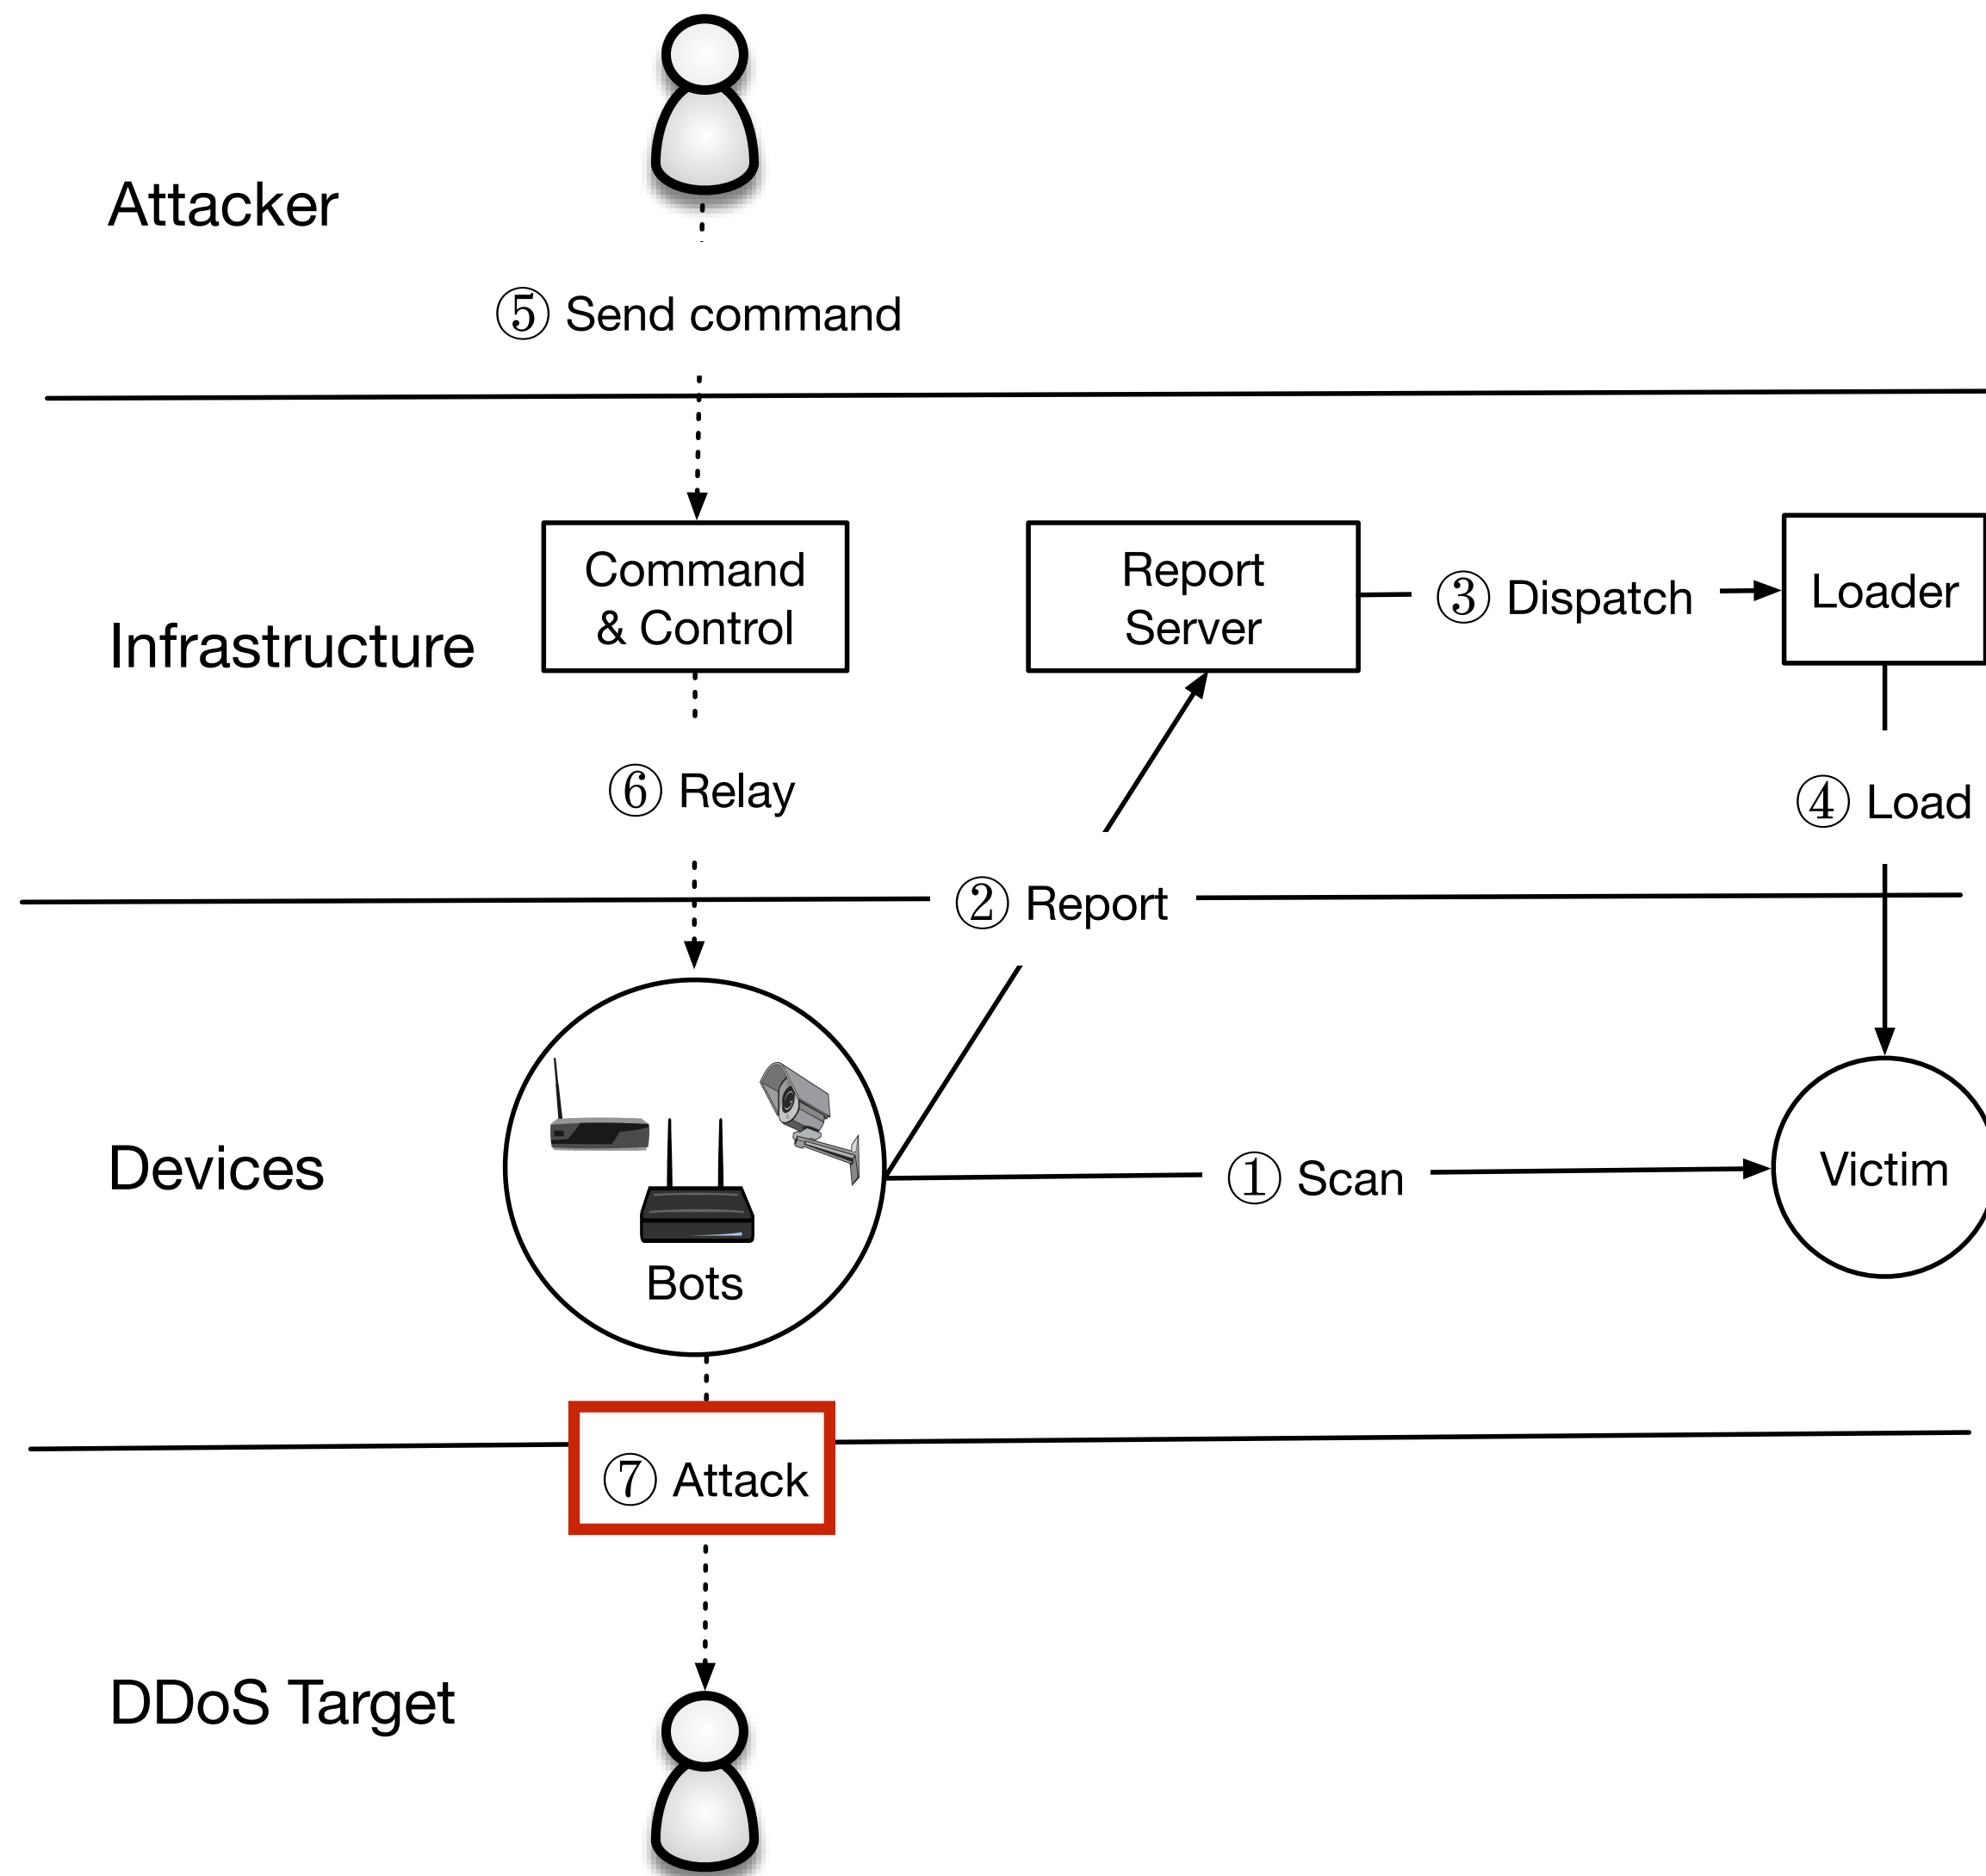 Attacker
⑤ Send command
Command
& Control
Report
Server
③ Dispatch
Loader
Infrastructure
⑥ Relay
④ Load
② Report
Devices
① Scan
Victim
Bots
⑦ Attack
DDoS Target